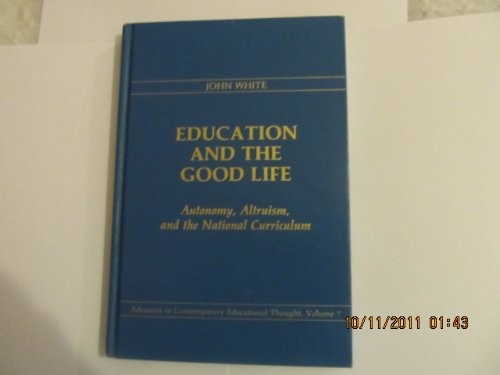 JOHN WHITE
EDUCATION
AND THE
GOOD LIFE
Autonomy, Altruism,
and the National Curriculum
Advances in Contemporary Educational Thought, Volume 7
10/11/2011 01:43